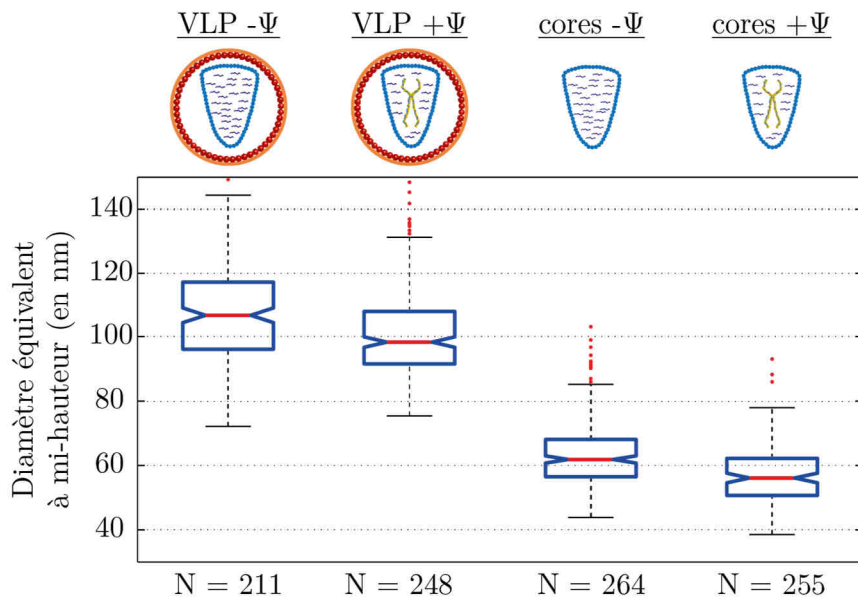 VLP -Ψ VLP +Ψ cores -Ψ cores +Ψ
Diamètre équivalent
à mi-hauteur (en nm)
140
120
100
80
60
40
N = 211 N = 248 N = 264 N = 255